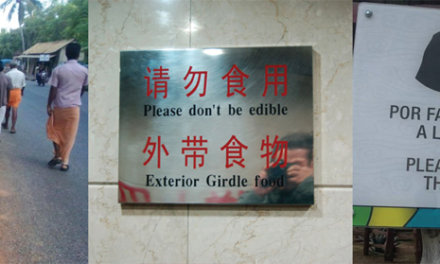 请勿食用
Please don't be edible
外带食物
Exterior Girdle food
POR FA
A L
PLEA
TH